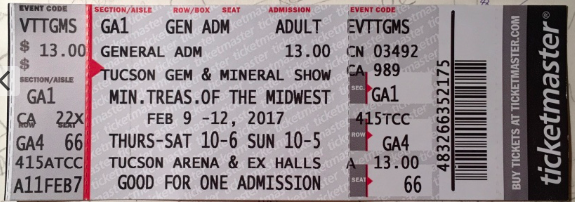 EVENT CODE
VTTGMS
$ 13.00
$
SECTION/AISLE
GA1
CA 22X
ROW SEAT
GA4 66
415ATCC
A11FEB7
SECTION/AISLE ROW/BOX SEAT ADMISSION
GA1 GEN ADM ADULT
GENERAL ADM 13.00
TUCSON GEM & MINERAL SHOW
MIN.TREAS.OF THE MIDWEST
FEB 9 -12, 2017
THURS-SAT 10-6 SUN 10-5
TUCSON ARENA & EX HALLS
GOOD FOR ONE ADMISSION
EVENT CODE
EVTTGMS
CN 03492
CA 989
SEC.
GA1
415TCC
ROW
GA4
A 13.00
SEAT
66
483266352175
BUY TICKETS AT TICKETMASTER.COM
ticketmaster®